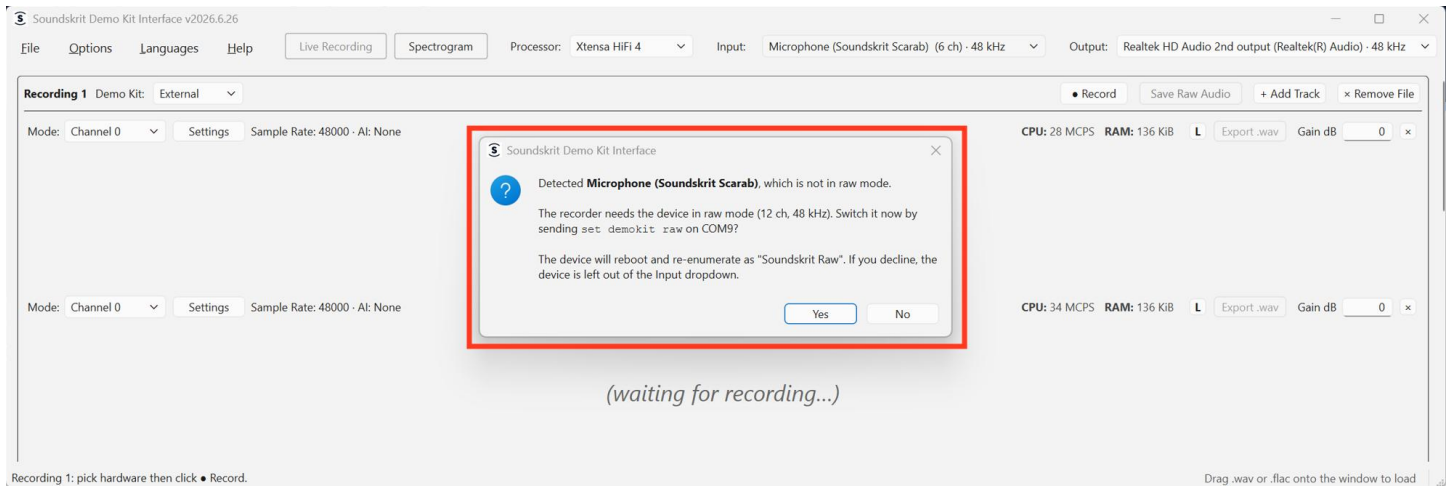 Soundskrit Demo Kit Interface v2026.6.26
File Options Languages Help Live Recording Spectrogram Processor: Xtensa HiFi 4 Input: Microphone (Soundskrit Scarab) (6 ch) · 48 kHz Output: Realtek HD Audio 2nd output (Realtek(R) Audio) · 48 kHz
Recording 1 Demo Kit: External ● Record Save Raw Audio + Add Track × Remove File
Mode: Channel 0 Settings Sample Rate: 48000 · AI: None CPU: 28 MCPS RAM: 136 KiB L Export .wav Gain dB 0 ×
Soundskrit Demo Kit Interface
Detected Microphone (Soundskrit Scarab), which is not in raw mode.
The recorder needs the device in raw mode (12 ch, 48 kHz). Switch it now by
sending set demokit raw on COM9?
The device will reboot and re-enumerate as "Soundskrit Raw". If you decline, the
device is left out of the Input dropdown.
Yes No
Mode: Channel 0 Settings Sample Rate: 48000 · AI: None CPU: 34 MCPS RAM: 136 KiB L Export .wav Gain dB 0 ×
(waiting for recording...)
Recording 1: pick hardware then click ● Record. Drag .wav or .flac onto the window to load